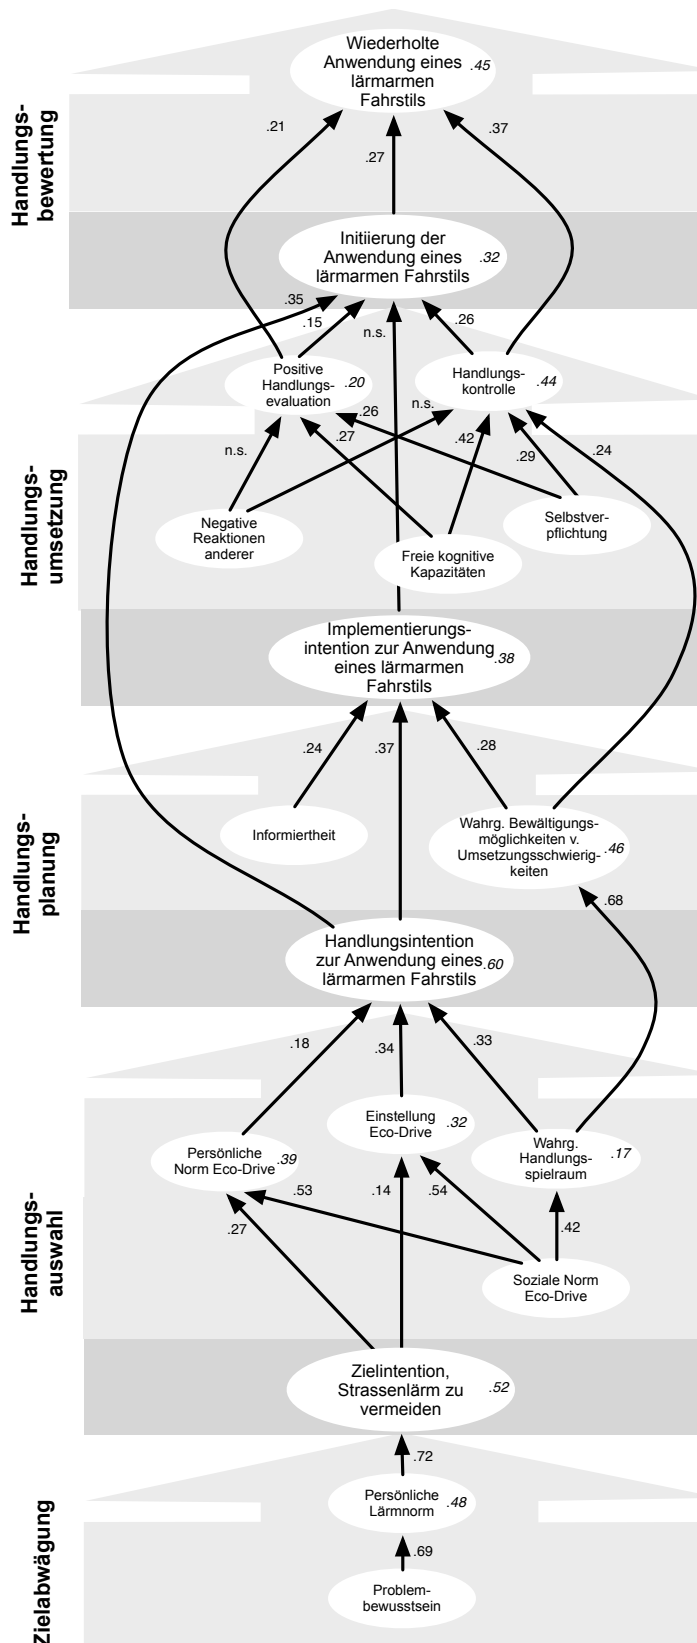 Wiederholte
Anwendung eines
lärmarmen
Fahrstils
.45
.21
.37
.27
Handlungs-
bewertung
Initiierung der
Anwendung eines
lärmarmen Fahrstils
.32
.35
.15
n.s.
.26
Positive
Handlungs-
evaluation
.20
Handlungs-
kontrolle
.44
.26
n.s.
n.s.
.27
.42
.29
.24
Handlungs-
umsetzung
Negative
Reaktionen
anderer
Freie kognitive
Kapazitäten
Selbstver-
pflichtung
Implementierungs-
intention zur Anwendung
eines lärmarmen
Fahrstils
.38
.24
.37
.28
Handlungs-
planung
Informiertheit
Wahrg. Bewältigungs-
möglichkeiten v.
Umsetzungsschwierig-
keiten
.46
.68
Handlungsintention
zur Anwendung eines
lärmarmen Fahrstils
.60
.18
.34
.33
Handlungs-
auswahl
Persönliche
Norm Eco-Drive
.39
Einstellung
Eco-Drive
.32
Wahrg.
Handlungs-
spielraum
.17
.27
.53
.14
.54
.42
Soziale Norm
Eco-Drive
Zielintention,
Strassenlärm zu
vermeiden
.52
.72
Zielabwägung
Persönliche
Lärmnorm
.48
.69
Problem-
bewusstsein